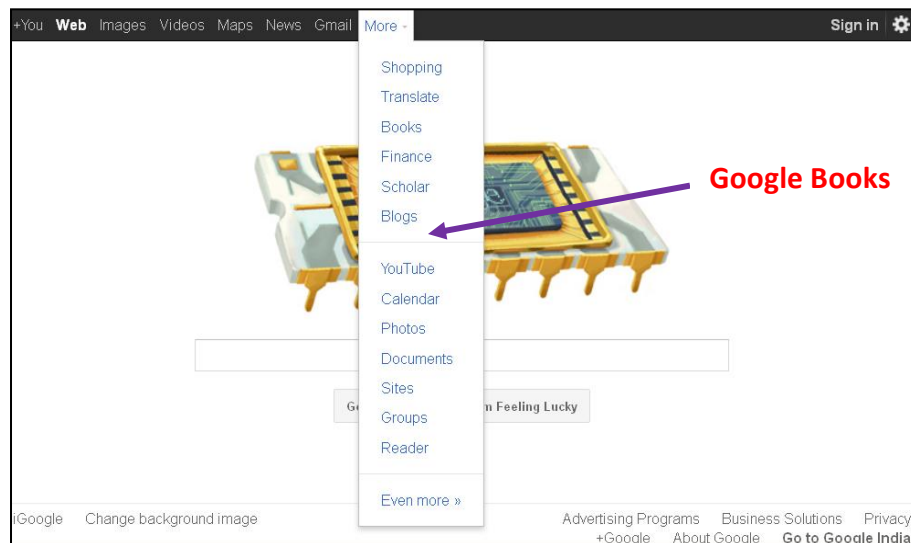 +You Web Images Videos Maps News Gmail More Sign in
Shopping
Translate
Books
Finance
Scholar
Google Books
Blogs
YouTube
Calendar
Photos
Documents
Sites
Feeling Lucky
Groups
Reader
Even more »
iGoogle Change background image Advertising Programs Business Solutions Privacy
+Google About Google Go to Google India